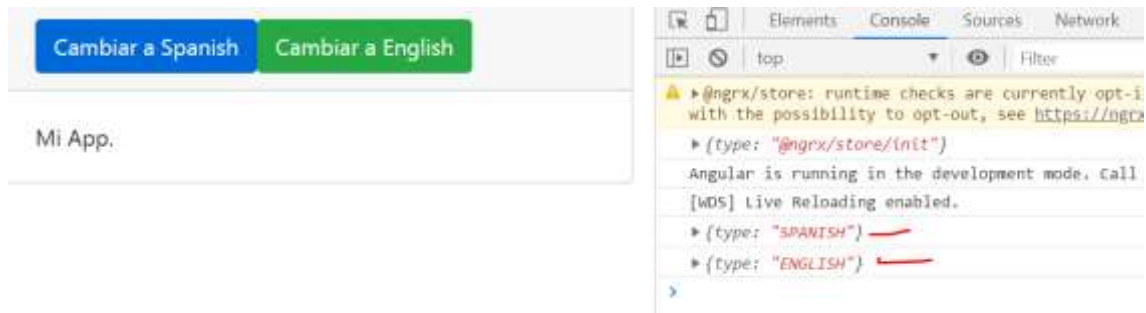 Cambiar a Spanish Cambiar a English
Mi App.
Elements Console Sources Network
top Filter
@ngrx/store: runtime checks are currently opt-i
with the possibility to opt-out, see https://ngrx
{type: "@ngrx/store/init"}
Angular is running in the development mode. Call
[WDS] Live Reloading enabled.
{type: "SPANISH"}
{type: "ENGLISH"}